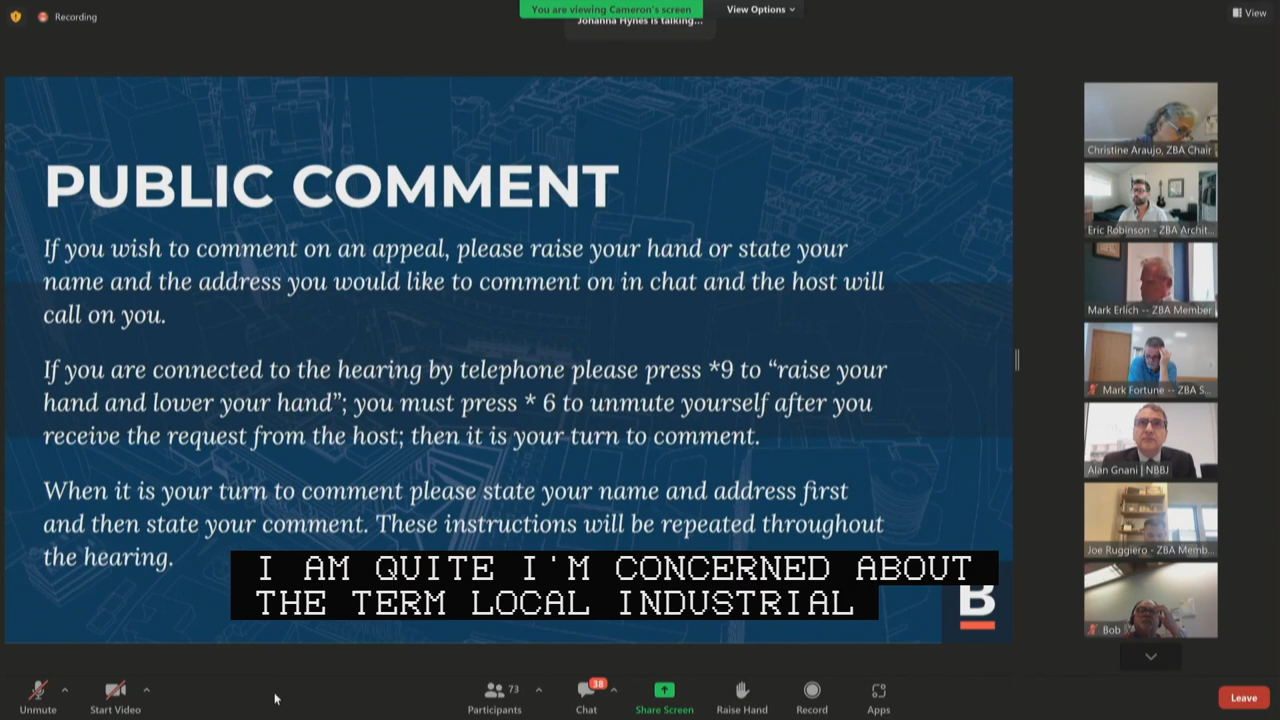 Recording
You are viewing Cameron's screen
View Options
View
Johanna Hynes is talking...
PUBLIC COMMENT
If you wish to comment on an appeal, please raise your hand or state your
name and the address you would like to comment on in chat and the host will
call on you.
If you are connected to the hearing by telephone please press *9 to “raise your
hand and lower your hand”; you must press * 6 to unmute yourself after you
receive the request from the host; then it is your turn to comment.
When it is your turn to comment please state your name and address first
and then state your comment. These instructions will be repeated throughout
the hearing.
I AM QUITE I'M CONCERNED ABOUT
THE TERM LOCAL INDUSTRIAL
B
Christine Araujo, ZBA Chair
Eric Robinson - ZBA Archit...
Mark Erlich -- ZBA Member
Mark Fortune -- ZBA S...
Alan Gnani | NBBJ
Joe Ruggiero - ZBA Memb...
Bob
Unmute
Start Video
73
Participants
38
Chat
Share Screen
Raise Hand
Record
Apps
Leave